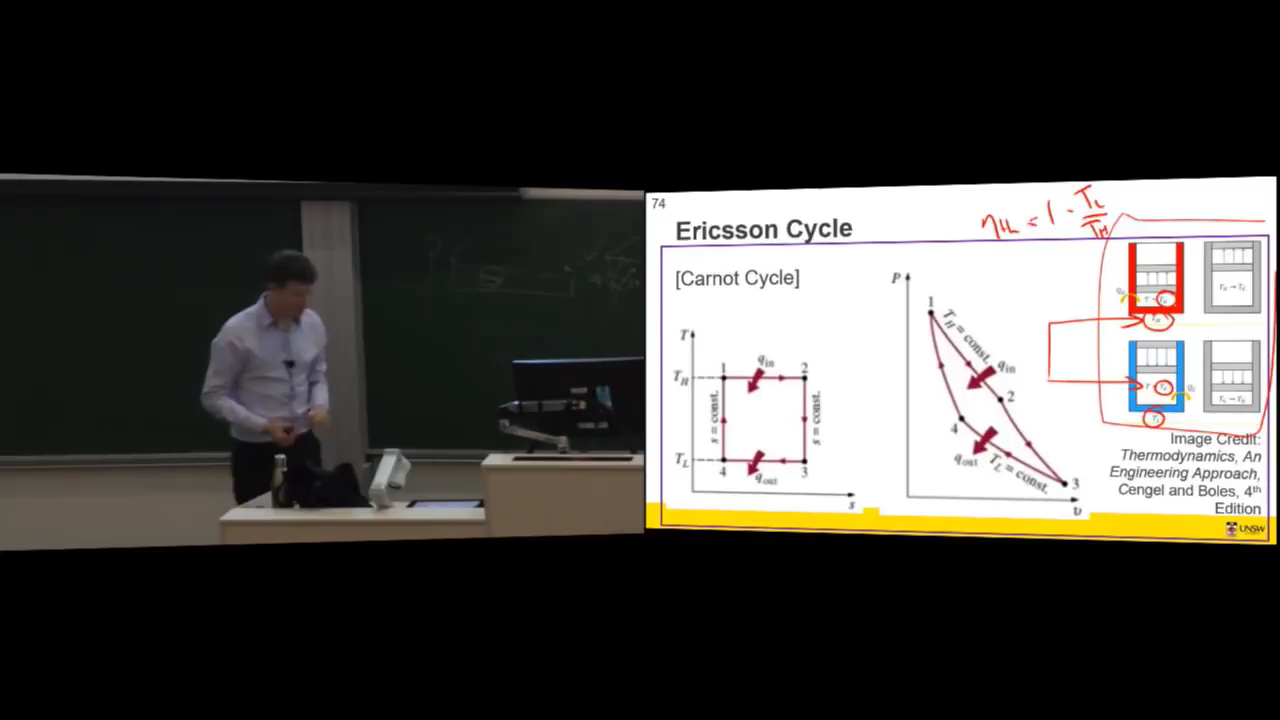 74
Ericsson Cycle
ηth = 1 - TL/TH
[Carnot Cycle]
T
TH
TL
1
qin
2
s = const.
s = const.
4
qout
3
s
P
1
TH = const.
qin
2
4
qout
TL = const.
3
υ
Image Credit:
Thermodynamics, An
Engineering Approach,
Cengel and Boles, 4th
Edition
UNSW